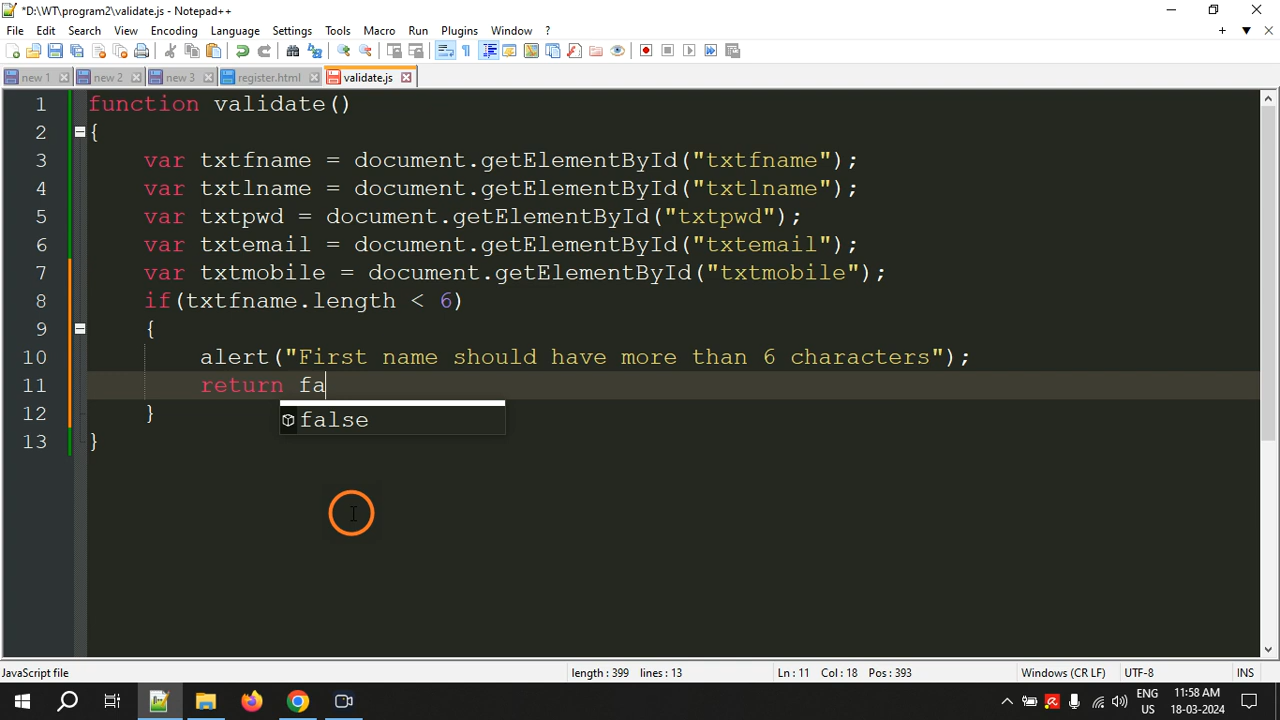 *D:\WT\program2\validate.js - Notepad++
File Edit Search View Encoding Language Settings Tools Macro Run Plugins Window ?
new 1 new 2 new 3 register.html validate.js
1 function validate()
2 {
3 var txtfname = document.getElementById("txtfname");
4 var txtlname = document.getElementById("txtlname");
5 var txtpwd = document.getElementById("txtpwd");
6 var txtemail = document.getElementById("txtemail");
7 var txtmobile = document.getElementById("txtmobile");
8 if(txtfname.length < 6)
9 {
10 alert("First name should have more than 6 characters");
11 return fa
false
12 }
13 }
JavaScript file length : 399 lines : 13 Ln : 11 Col : 18 Pos : 393 Windows (CR LF) UTF-8 INS
ENG 11:58 AM
US 18-03-2024